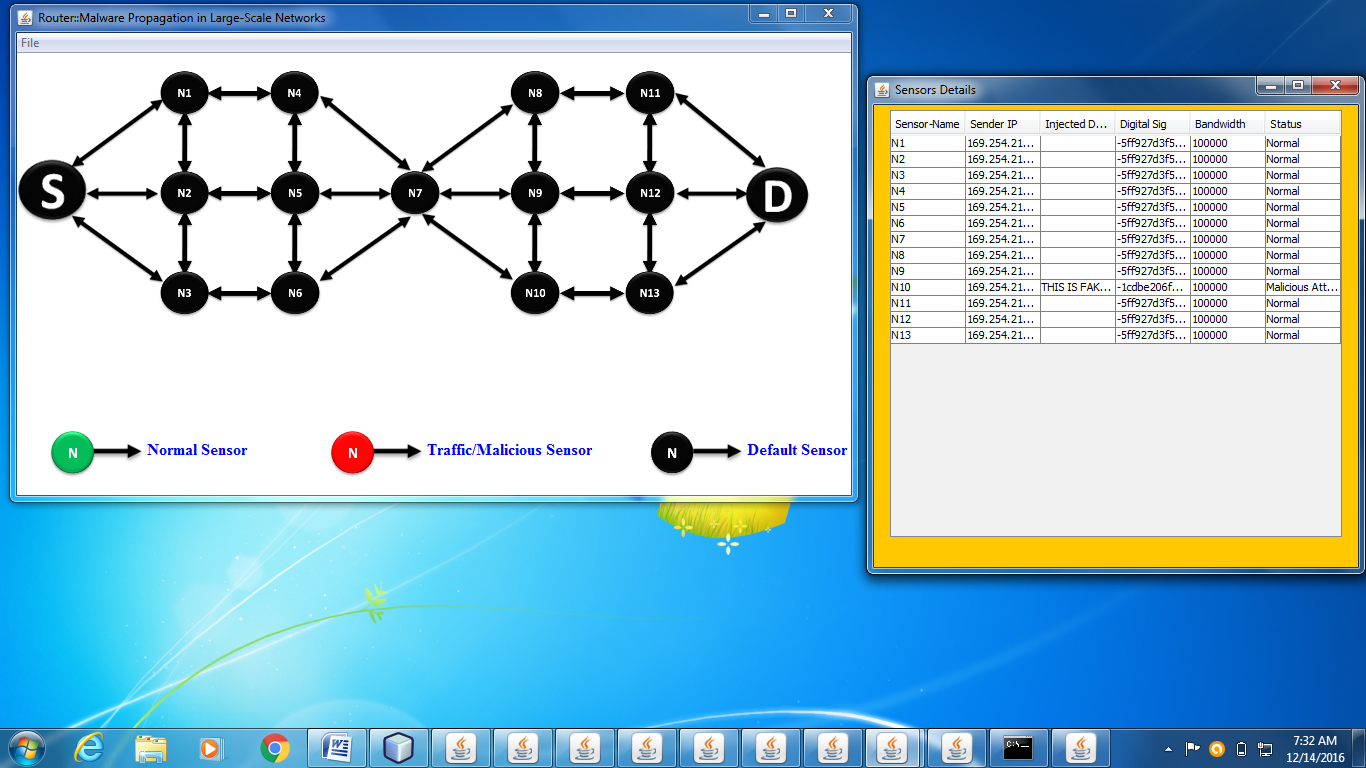 Router::Malware Propagation in Large-Scale Networks
File
N1 N4 N8 N11
S N2 N5 N7 N9 N12 D
N3 N6 N10 N13
N Normal Sensor N Traffic/Malicious Sensor N Default Sensor
Sensors Details
Sensor-Name Sender IP Injected D... Digital Sig Bandwidth Status
N1 169.254.21... -5ff927d3f5... 100000 Normal
N2 169.254.21... -5ff927d3f5... 100000 Normal
N3 169.254.21... -5ff927d3f5... 100000 Normal
N4 169.254.21... -5ff927d3f5... 100000 Normal
N5 169.254.21... -5ff927d3f5... 100000 Normal
N6 169.254.21... -5ff927d3f5... 100000 Normal
N7 169.254.21... -5ff927d3f5... 100000 Normal
N8 169.254.21... -5ff927d3f5... 100000 Normal
N9 169.254.21... -5ff927d3f5... 100000 Normal
N10 169.254.21... THIS IS FAK... -1cdbe206f... 100000 Malicious Att...
N11 169.254.21... -5ff927d3f5... 100000 Normal
N12 169.254.21... -5ff927d3f5... 100000 Normal
N13 169.254.21... -5ff927d3f5... 100000 Normal
C:\_
7:32 AM
12/14/2016